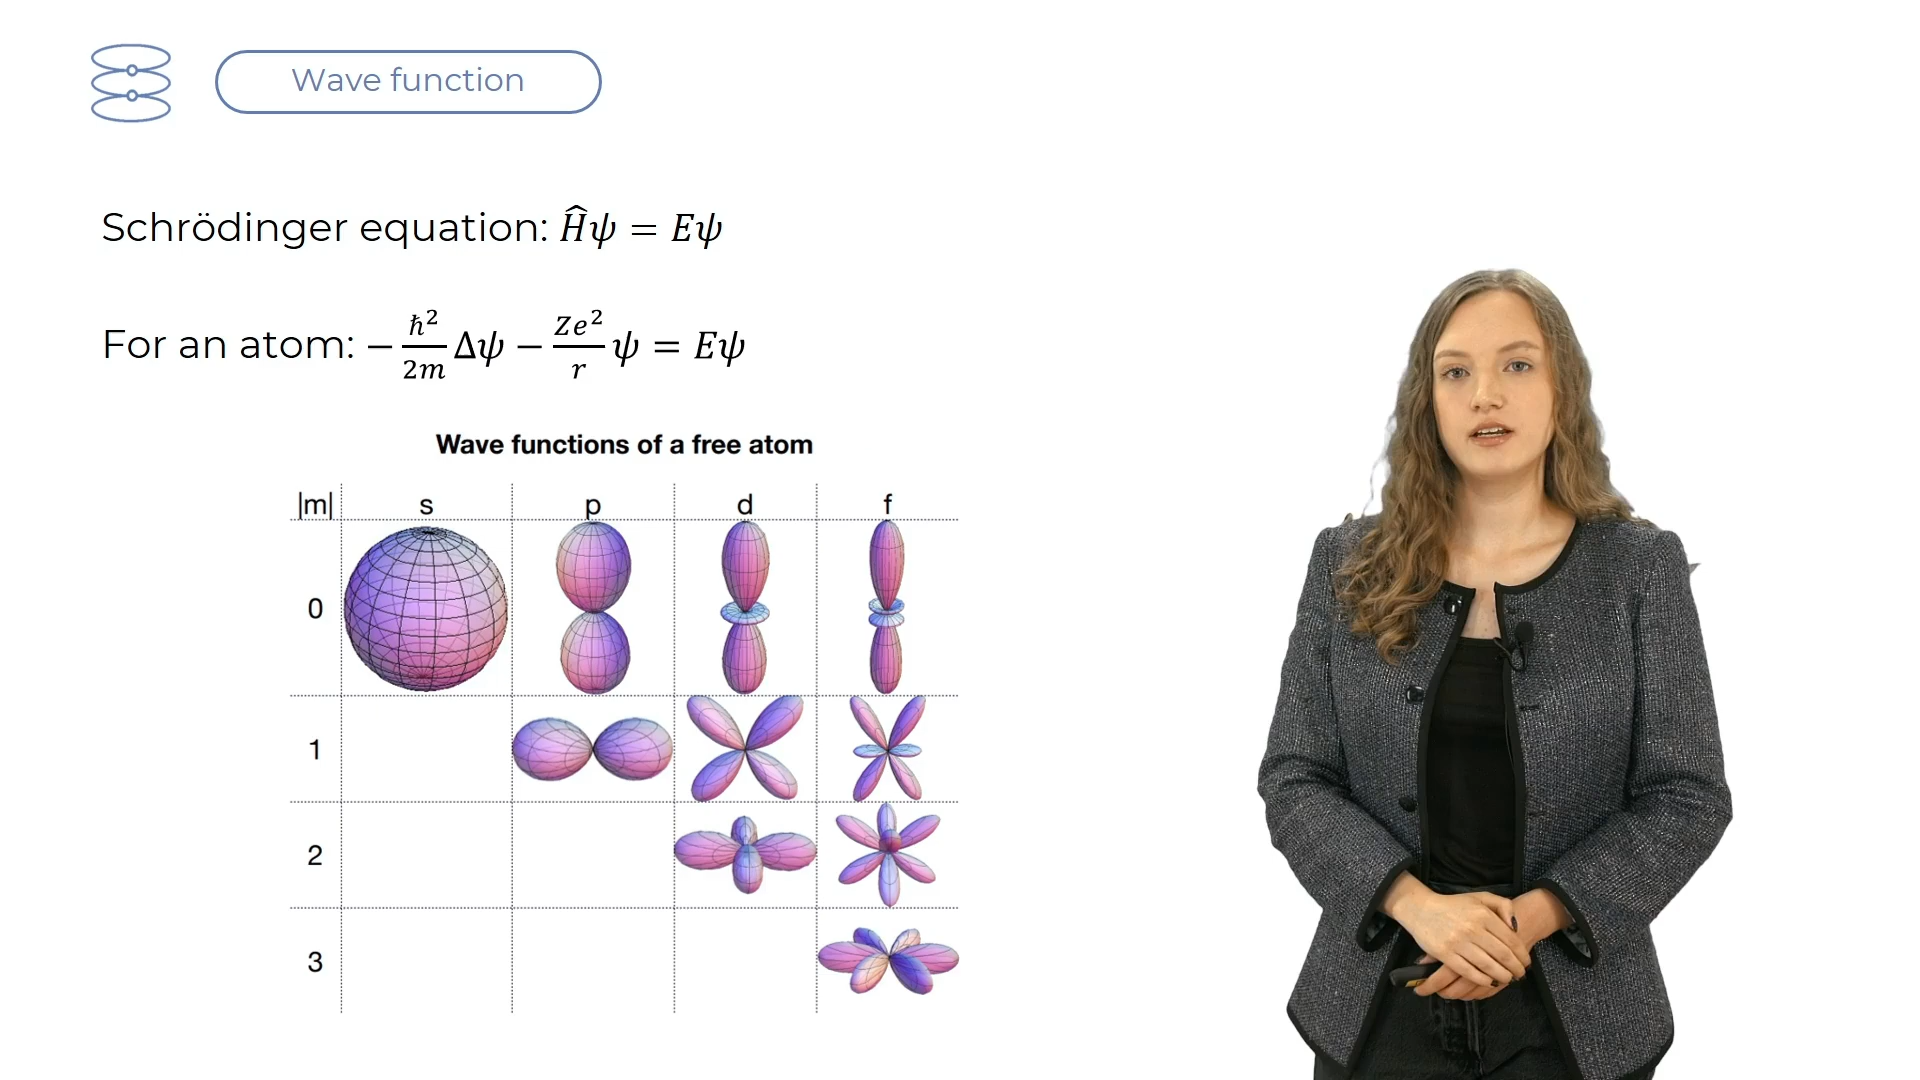 Wave function
Schrödinger equation: Ĥψ = Eψ
For an atom: −ħ²/2m Δψ − Ze²/r ψ = Eψ
Wave functions of a free atom
|m| s p d f
0
1
2
3